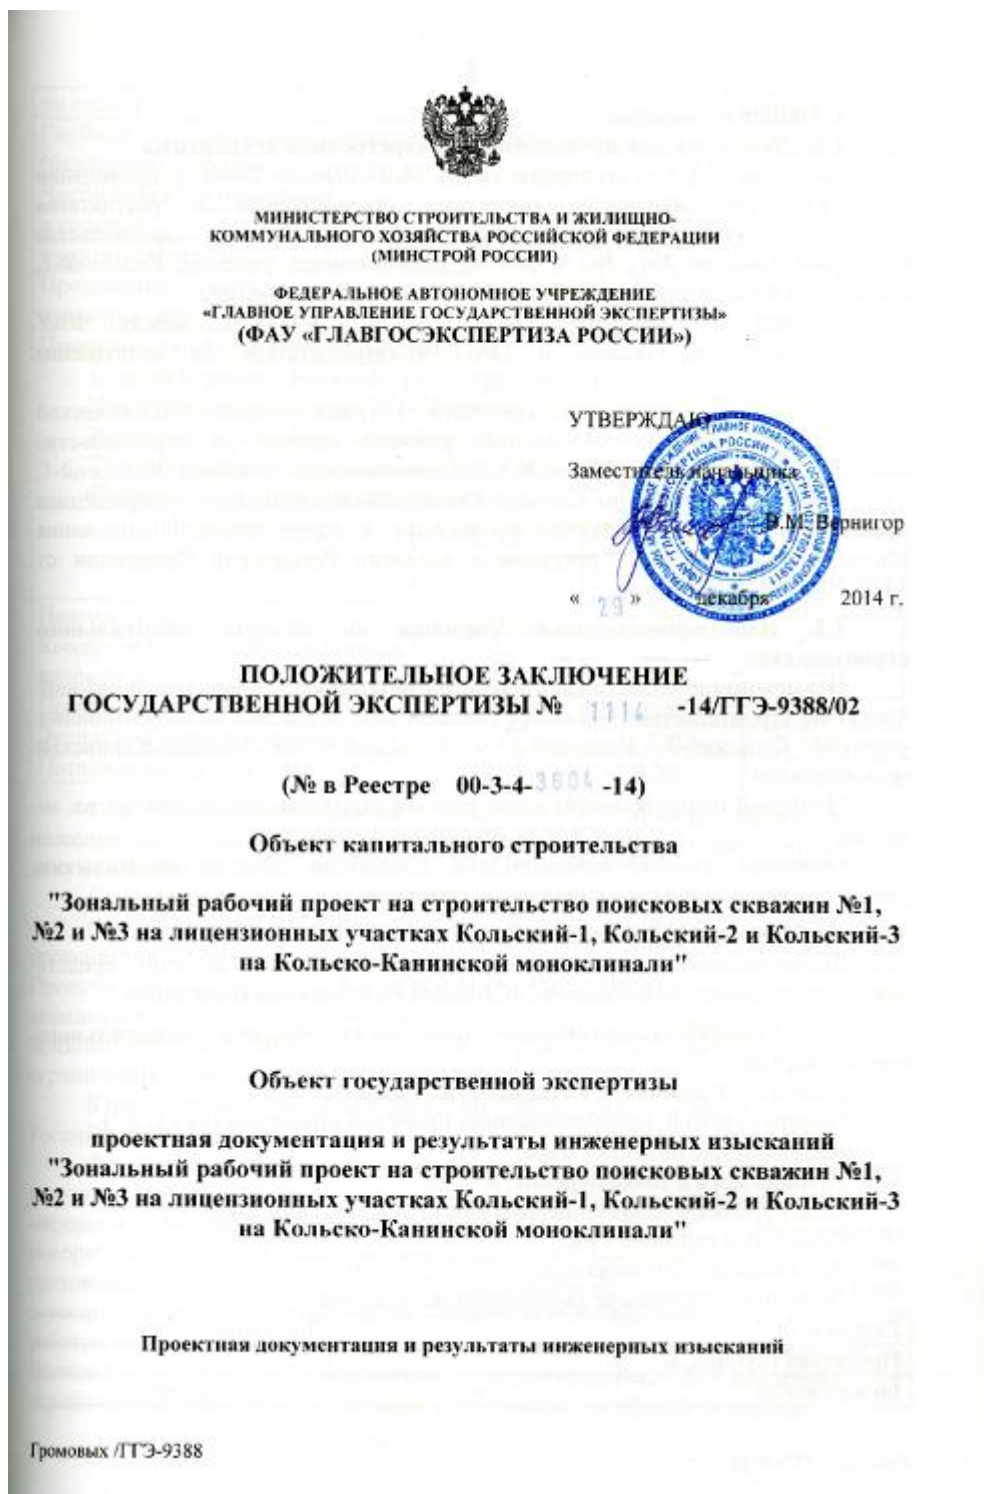 МИНИСТЕРСТВО СТРОИТЕЛЬСТВА И ЖИЛИЩНО-
КОММУНАЛЬНОГО ХОЗЯЙСТВА РОССИЙСКОЙ ФЕДЕРАЦИИ
(МИНСТРОЙ РОССИИ)
ФЕДЕРАЛЬНОЕ АВТОНОМНОЕ УЧРЕЖДЕНИЕ
«ГЛАВНОЕ УПРАВЛЕНИЕ ГОСУДАРСТВЕННОЙ ЭКСПЕРТИЗЫ»
(ФАУ «ГЛАВГОСЭКСПЕРТИЗА РОССИИ»)
УТВЕРЖДАЮ
Заместитель начальника
В.М. Вернигор
« 29 » декабря 2014 г.
ПОЛОЖИТЕЛЬНОЕ ЗАКЛЮЧЕНИЕ
ГОСУДАРСТВЕННОЙ ЭКСПЕРТИЗЫ № 1114 -14/ГГЭ-9388/02
(№ в Реестре 00-3-4-3804 -14)
Объект капитального строительства
"Зональный рабочий проект на строительство поисковых скважин №1,
№2 и №3 на лицензионных участках Кольский-1, Кольский-2 и Кольский-3
на Кольско-Канинской моноклинали"
Объект государственной экспертизы
проектная документация и результаты инженерных изысканий
"Зональный рабочий проект на строительство поисковых скважин №1,
№2 и №3 на лицензионных участках Кольский-1, Кольский-2 и Кольский-3
на Кольско-Канинской моноклинали"
Проектная документация и результаты инженерных изысканий
Громовых /ГГЭ-9388